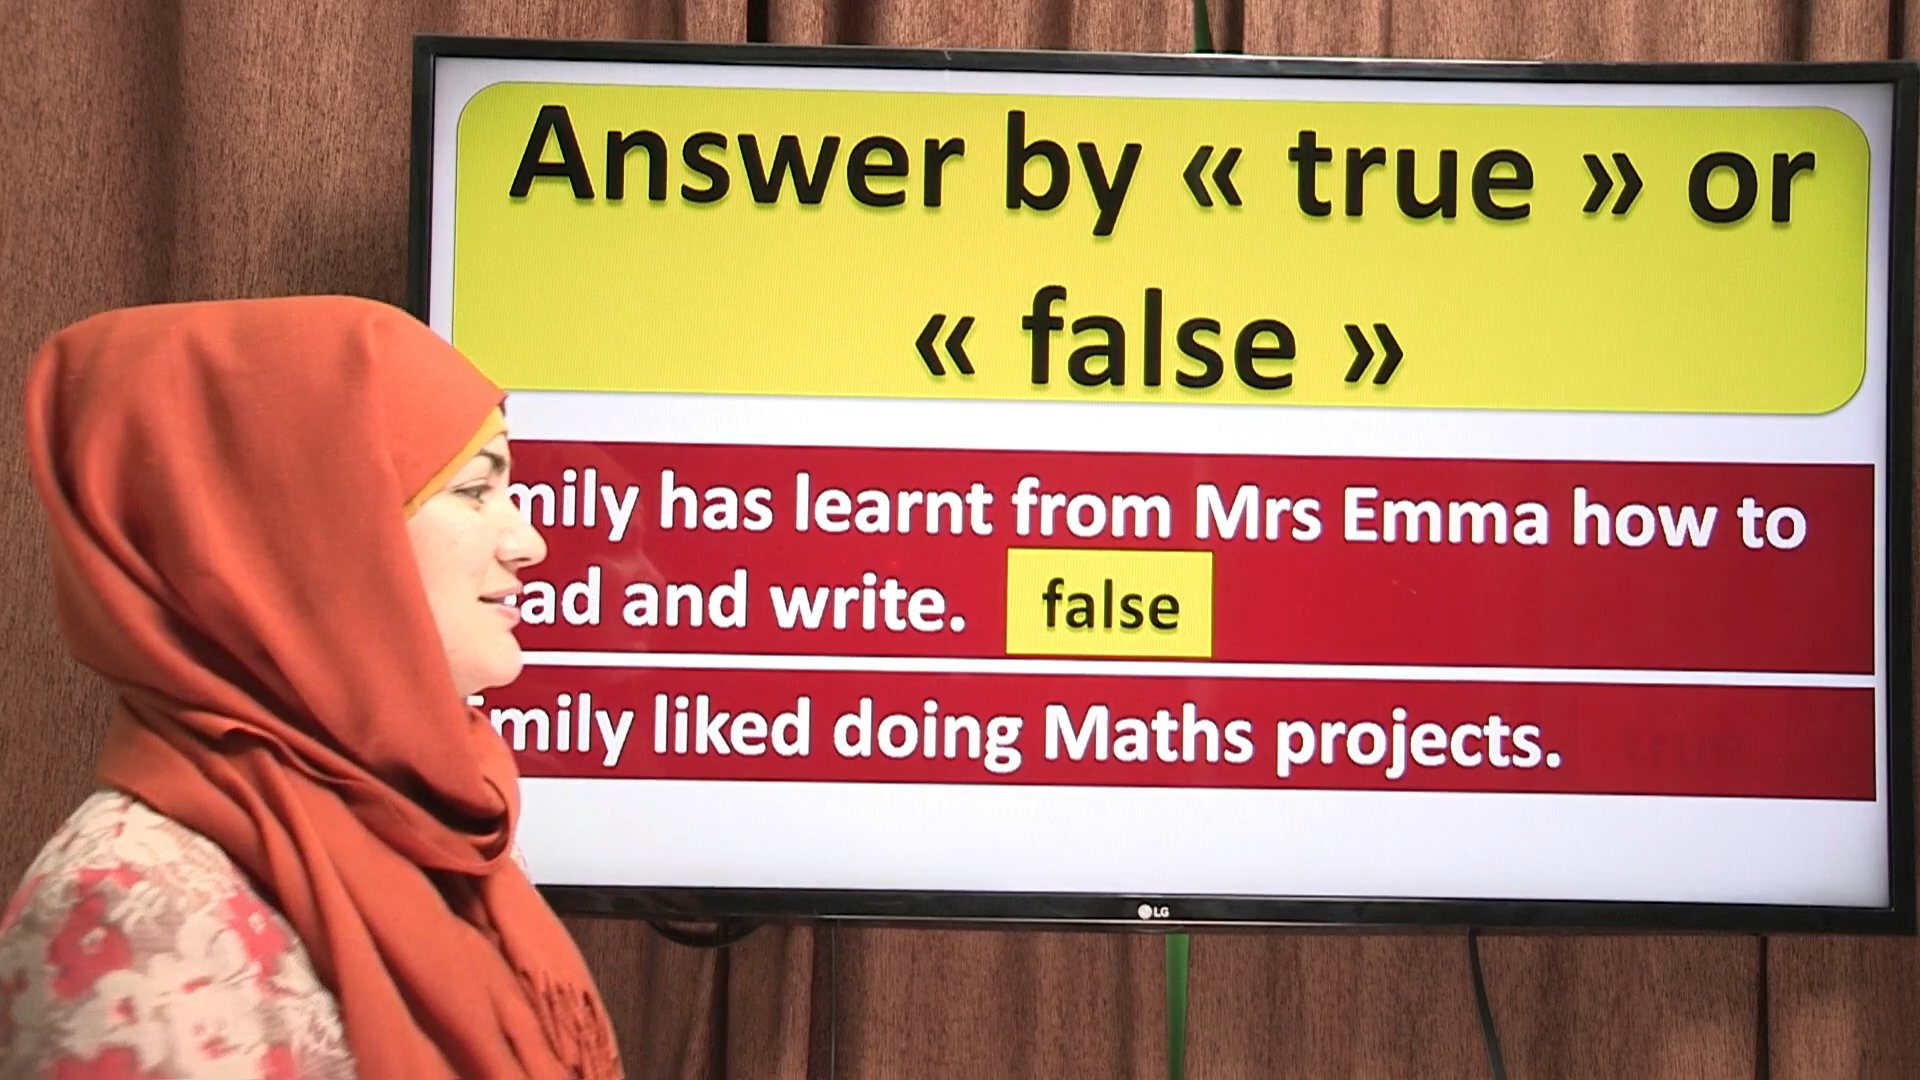 Answer by « true » or
« false »
mily has learnt from Mrs Emma how to
ad and write. false
Emily liked doing Maths projects.
LG